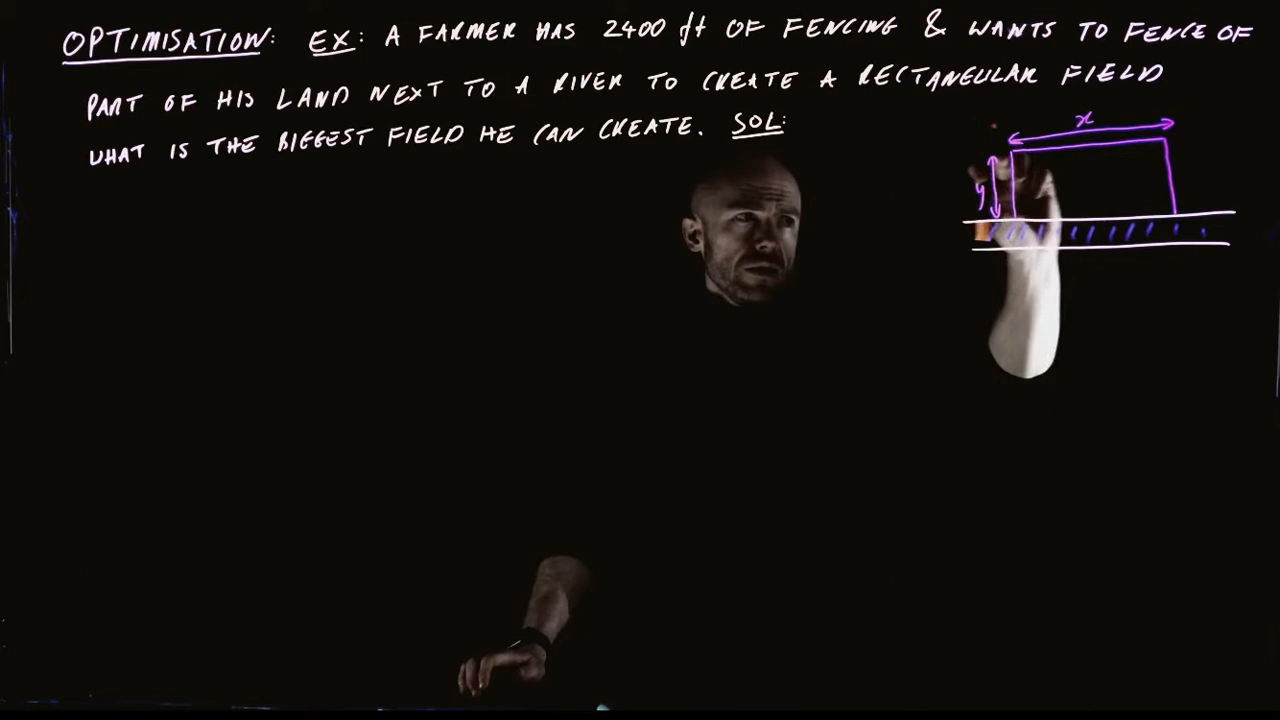 OPTIMISATION: EX: A FARMER HAS 2400 ft OF FENCING & WANTS TO FENCE OF
PART OF HIS LAND NEXT TO A RIVER TO CREATE A RECTANGULAR FIELD
WHAT IS THE BIGGEST FIELD HE CAN CREATE. SOL:
x
y